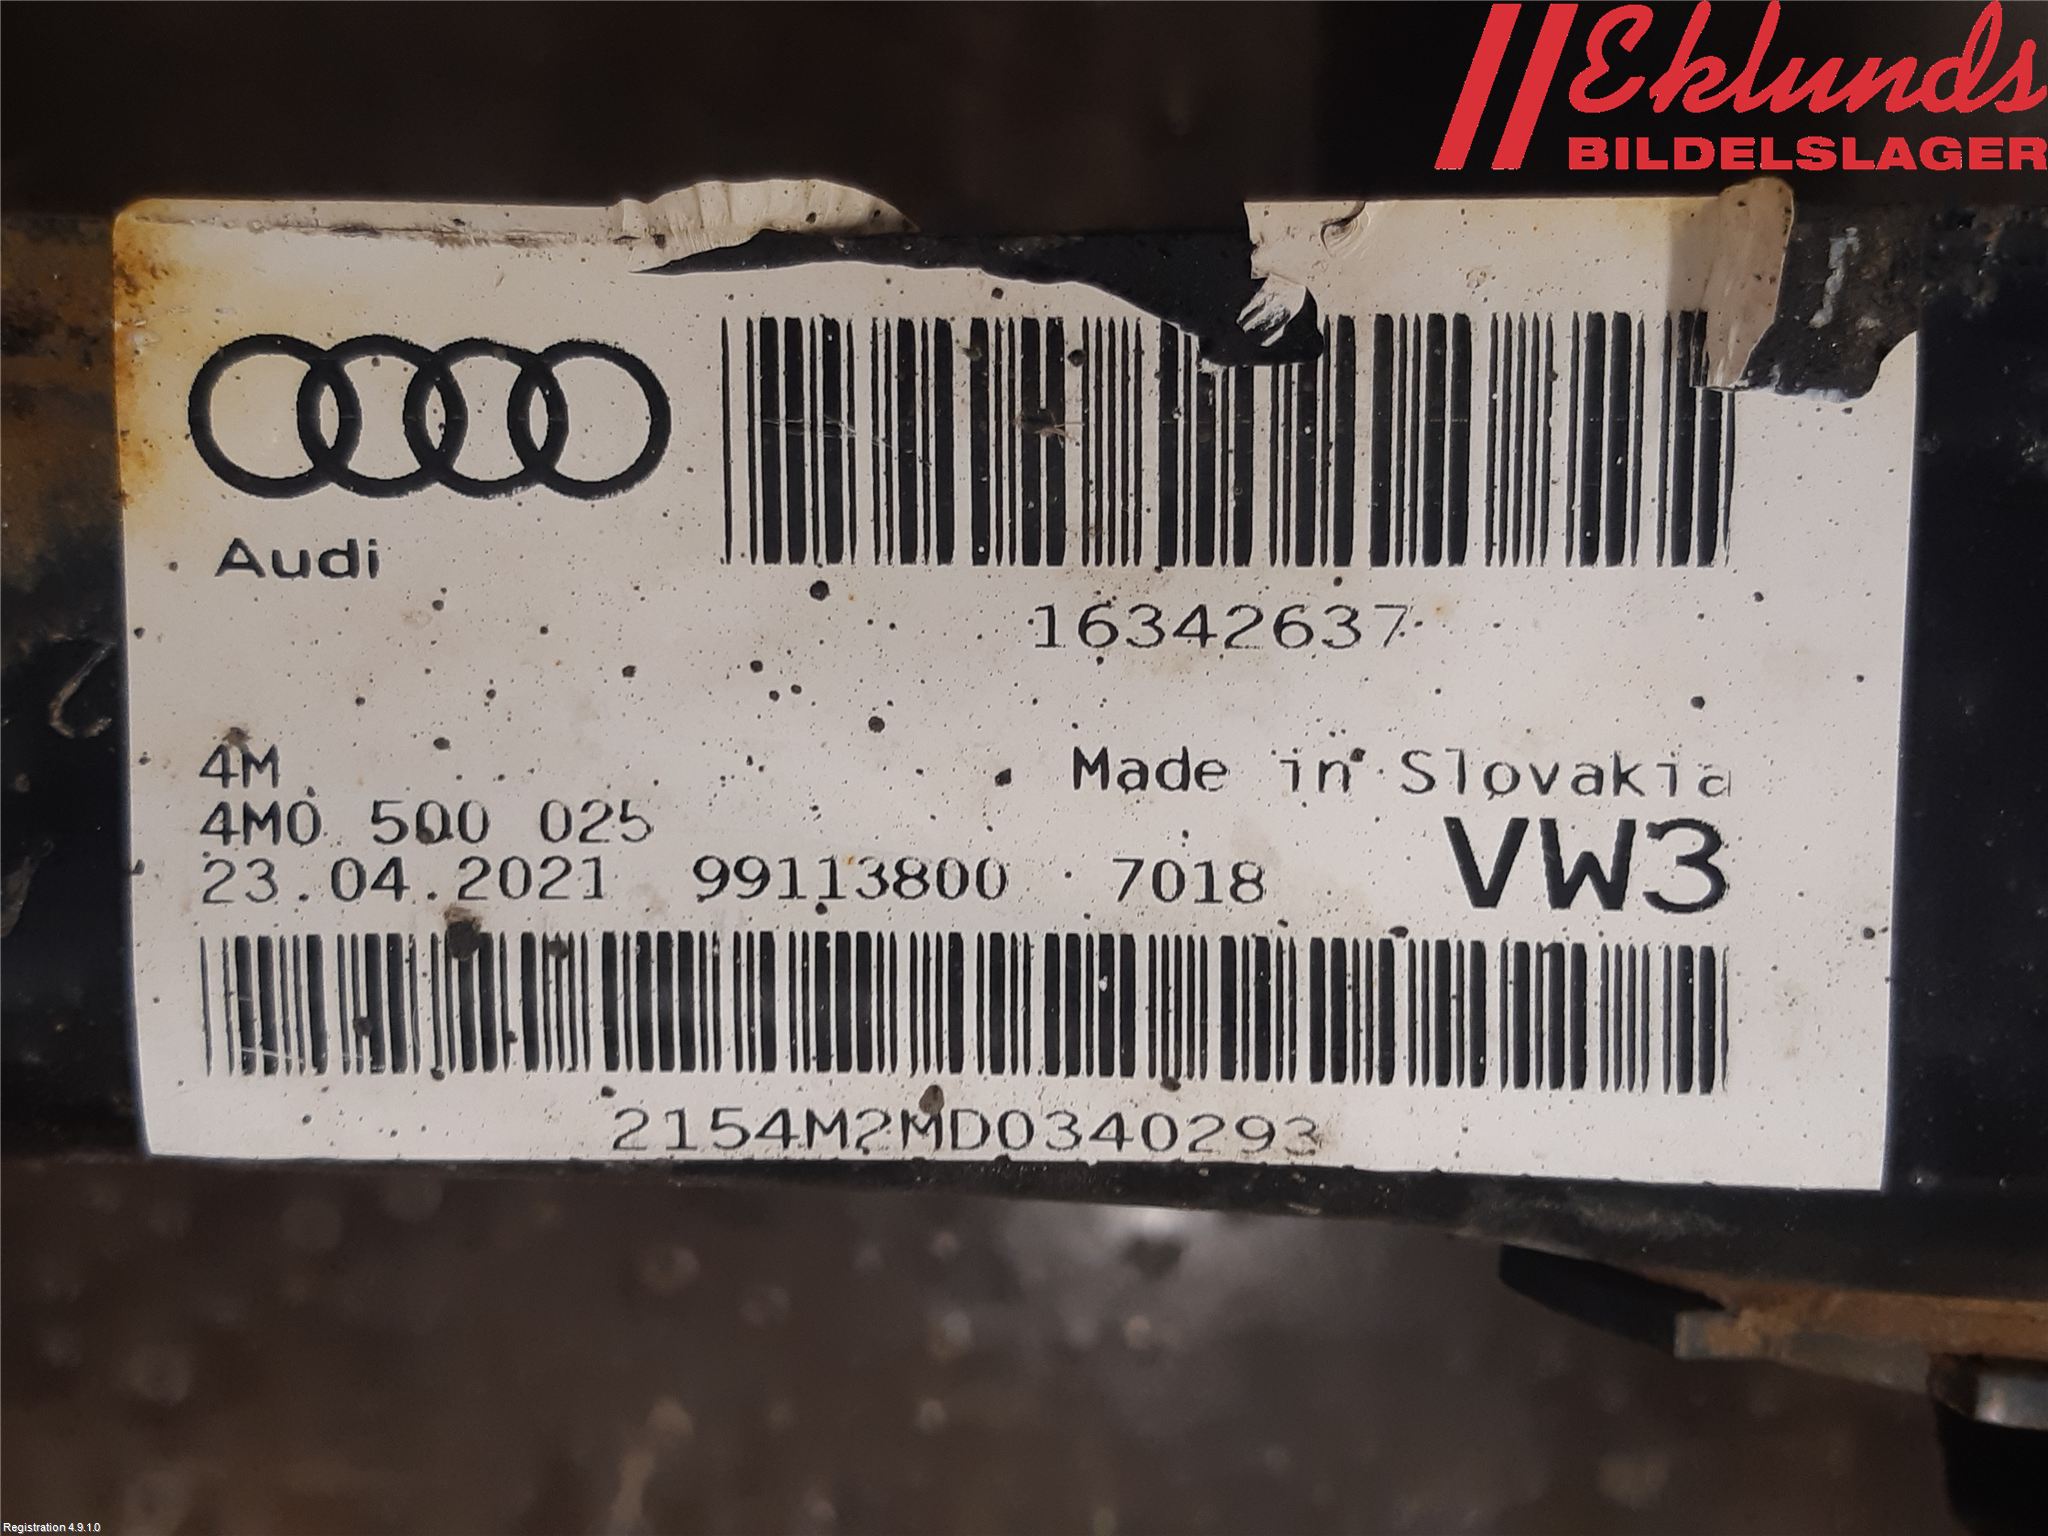 Eklunds
BILDELSLAGER
Audi
16342637
4M
Made in Slovakia
4M0 500 025
VW3
23.04.2021 99113800 7018
2154M2MD0340293
Registration 4.9.1.0